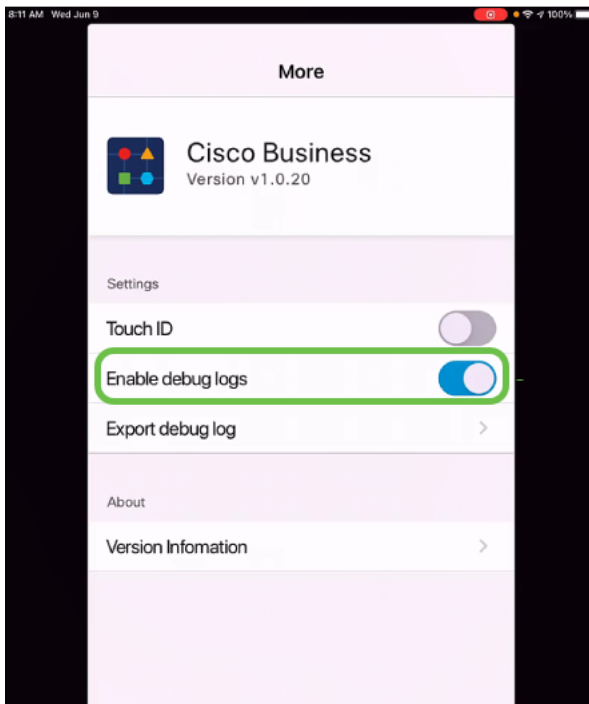 8:11 AM Wed Jun 9 100%
More
Cisco Business
Version v1.0.20
Settings
Touch ID
Enable debug logs
Export debug log
About
Version Infomation